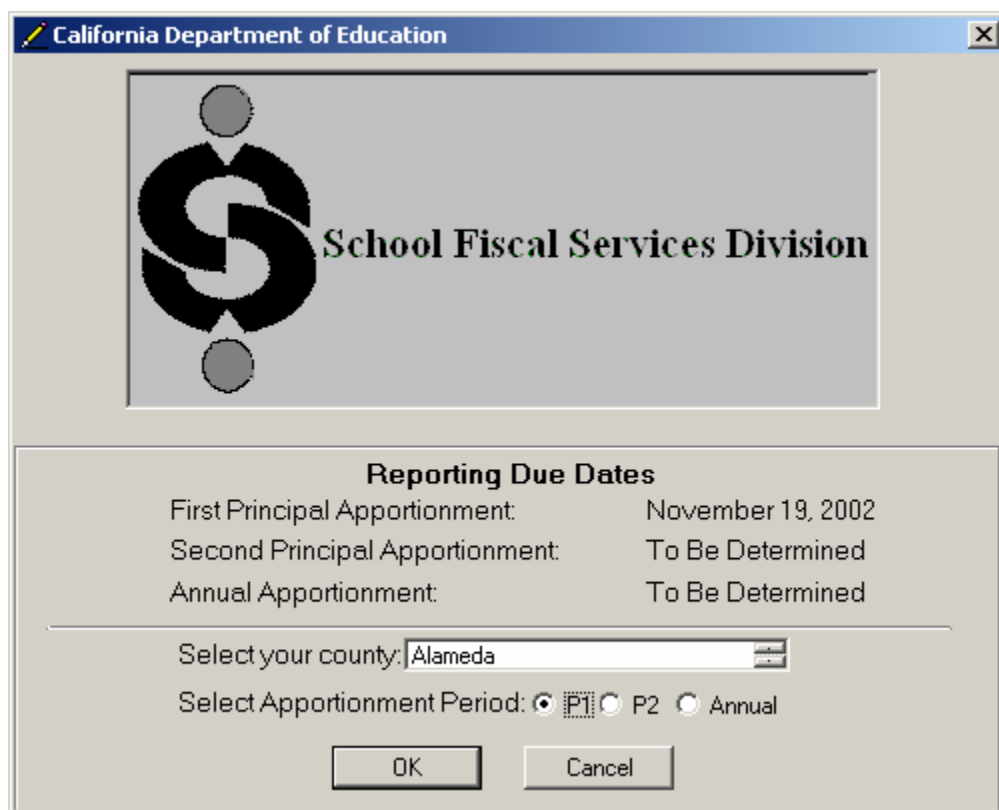 California Department of Education
School Fiscal Services Division
Reporting Due Dates
First Principal Apportionment: November 19, 2002
Second Principal Apportionment: To Be Determined
Annual Apportionment: To Be Determined
Select your county: Alameda
Select Apportionment Period: P1 P2 Annual
OK Cancel